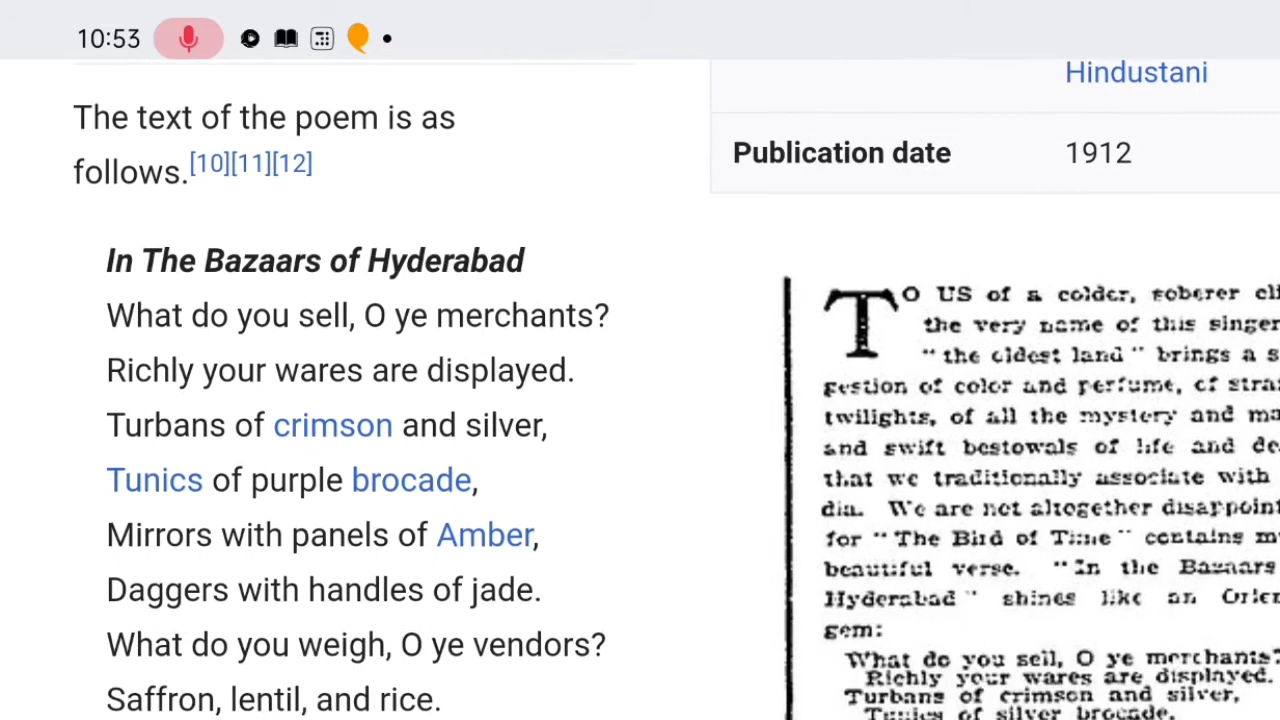 10:53
The text of the poem is as
follows.[10][11][12]
In The Bazaars of Hyderabad
What do you sell, O ye merchants?
Richly your wares are displayed.
Turbans of crimson and silver,
Tunics of purple brocade,
Mirrors with panels of Amber,
Daggers with handles of jade.
What do you weigh, O ye vendors?
Saffron, lentil, and rice.
Hindustani
Publication date 1912
TO US of a colder, soberer
the very name of this singer
"the oldest land" brings a
gestion of color and perfume, of
twilights, of all the mystery and
and swift bestowals of life and
that we traditionally associate with
dia. We are not altogether
for "The Bird of Time" contains
beautiful verse. "In the Bazaars
Hyderabad" shines like an
gem:
What do you sell, O ye merchants?
Richly your wares are displayed.
Turbans of crimson and silver,
Tunics of silver brocade,